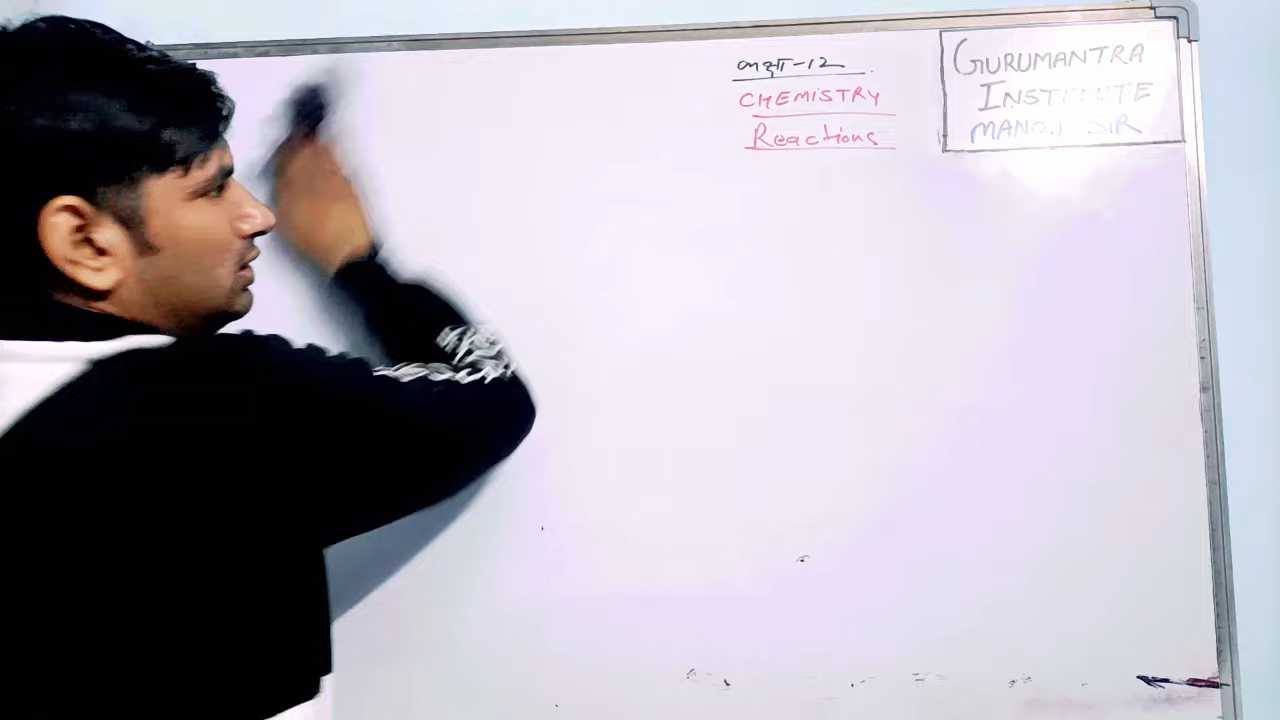 कक्षा-12
CHEMISTRY
Reactions
GURUMANTRA
INSTITUTE
MANOJ SIR